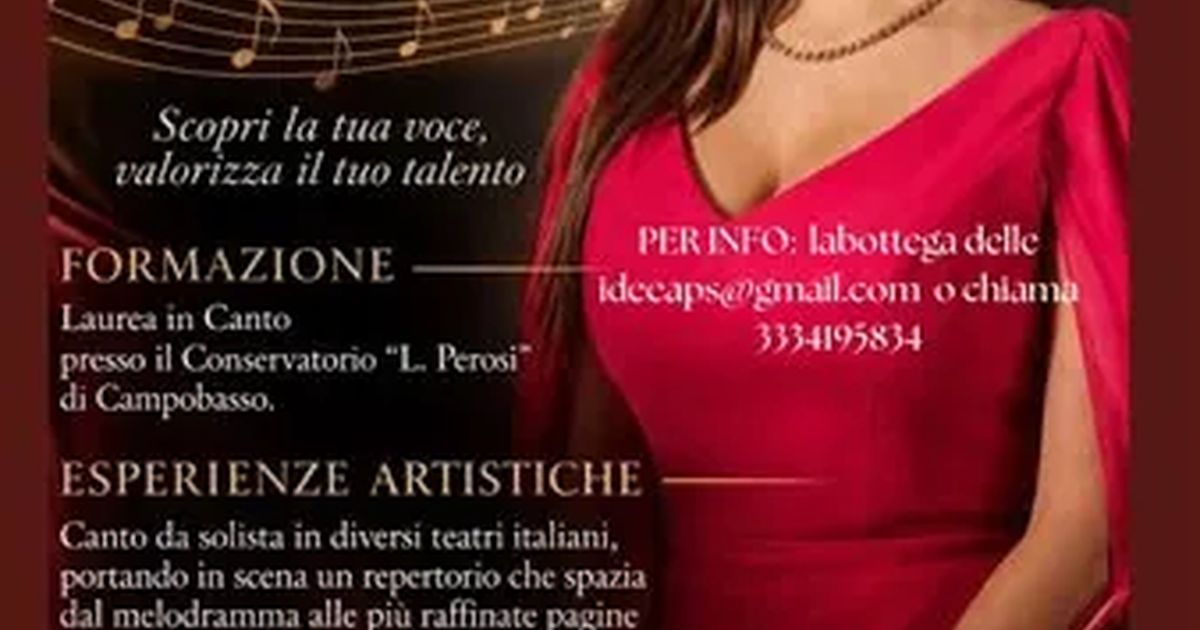 Scopri la tua voce,
valorizza il tuo talento
FORMAZIONE
Laurea in Canto
presso il Conservatorio “L. Perosi”
di Campobasso.
PER INFO: labottega delle
idecaps@gmail.com o chiama
3334195834
ESPERIENZE ARTISTICHE
Canto da solista in diversi teatri italiani,
portando in scena un repertorio che spazia
dal melodramma alle più raffinate pagine